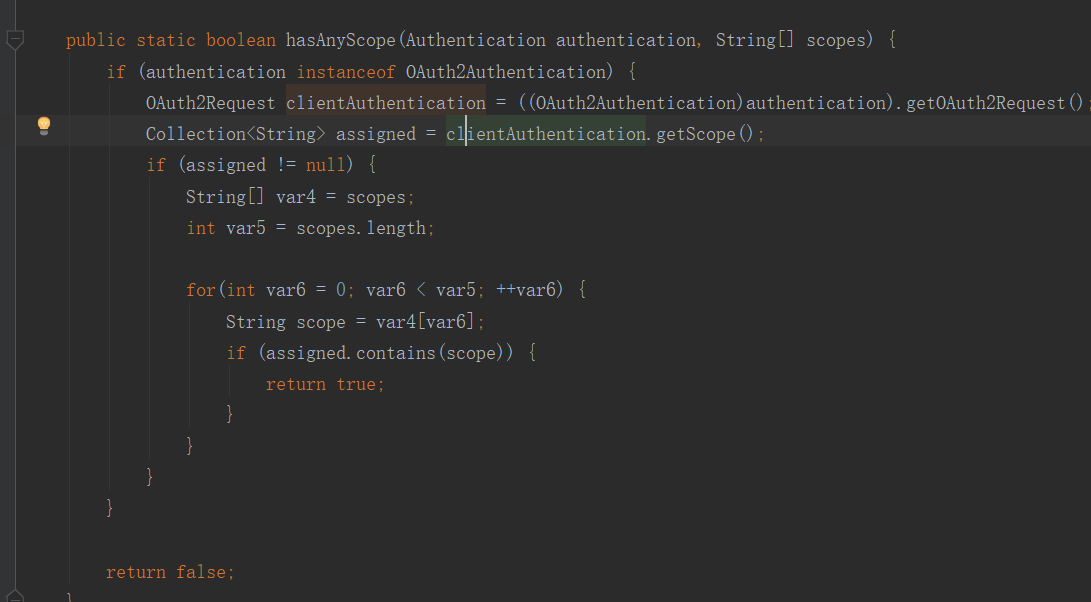 public static boolean hasAnyScope(Authentication authentication, String[] scopes) {
if (authentication instanceof OAuth2Authentication) {
OAuth2Request clientAuthentication = ((OAuth2Authentication)authentication).getOAuth2Request();
Collection<String> assigned = clientAuthentication.getScope();
if (assigned != null) {
String[] var4 = scopes;
int var5 = scopes.length;
for(int var6 = 0; var6 < var5; ++var6) {
String scope = var4[var6];
if (assigned.contains(scope)) {
return true;
}
}
}
}
return false;
}